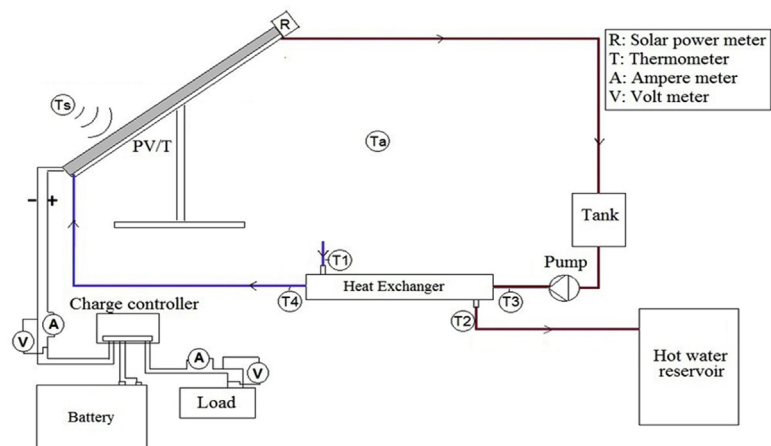 R
R: Solar power meter
T: Thermometer
A: Ampere meter
V: Volt meter
Ts
PV/T
Ta
− +
Tank
Pump
T1
Heat Exchanger
T4
T3
T2
Charge controller
A
V
A
V
Hot water
reservoir
Load
Battery